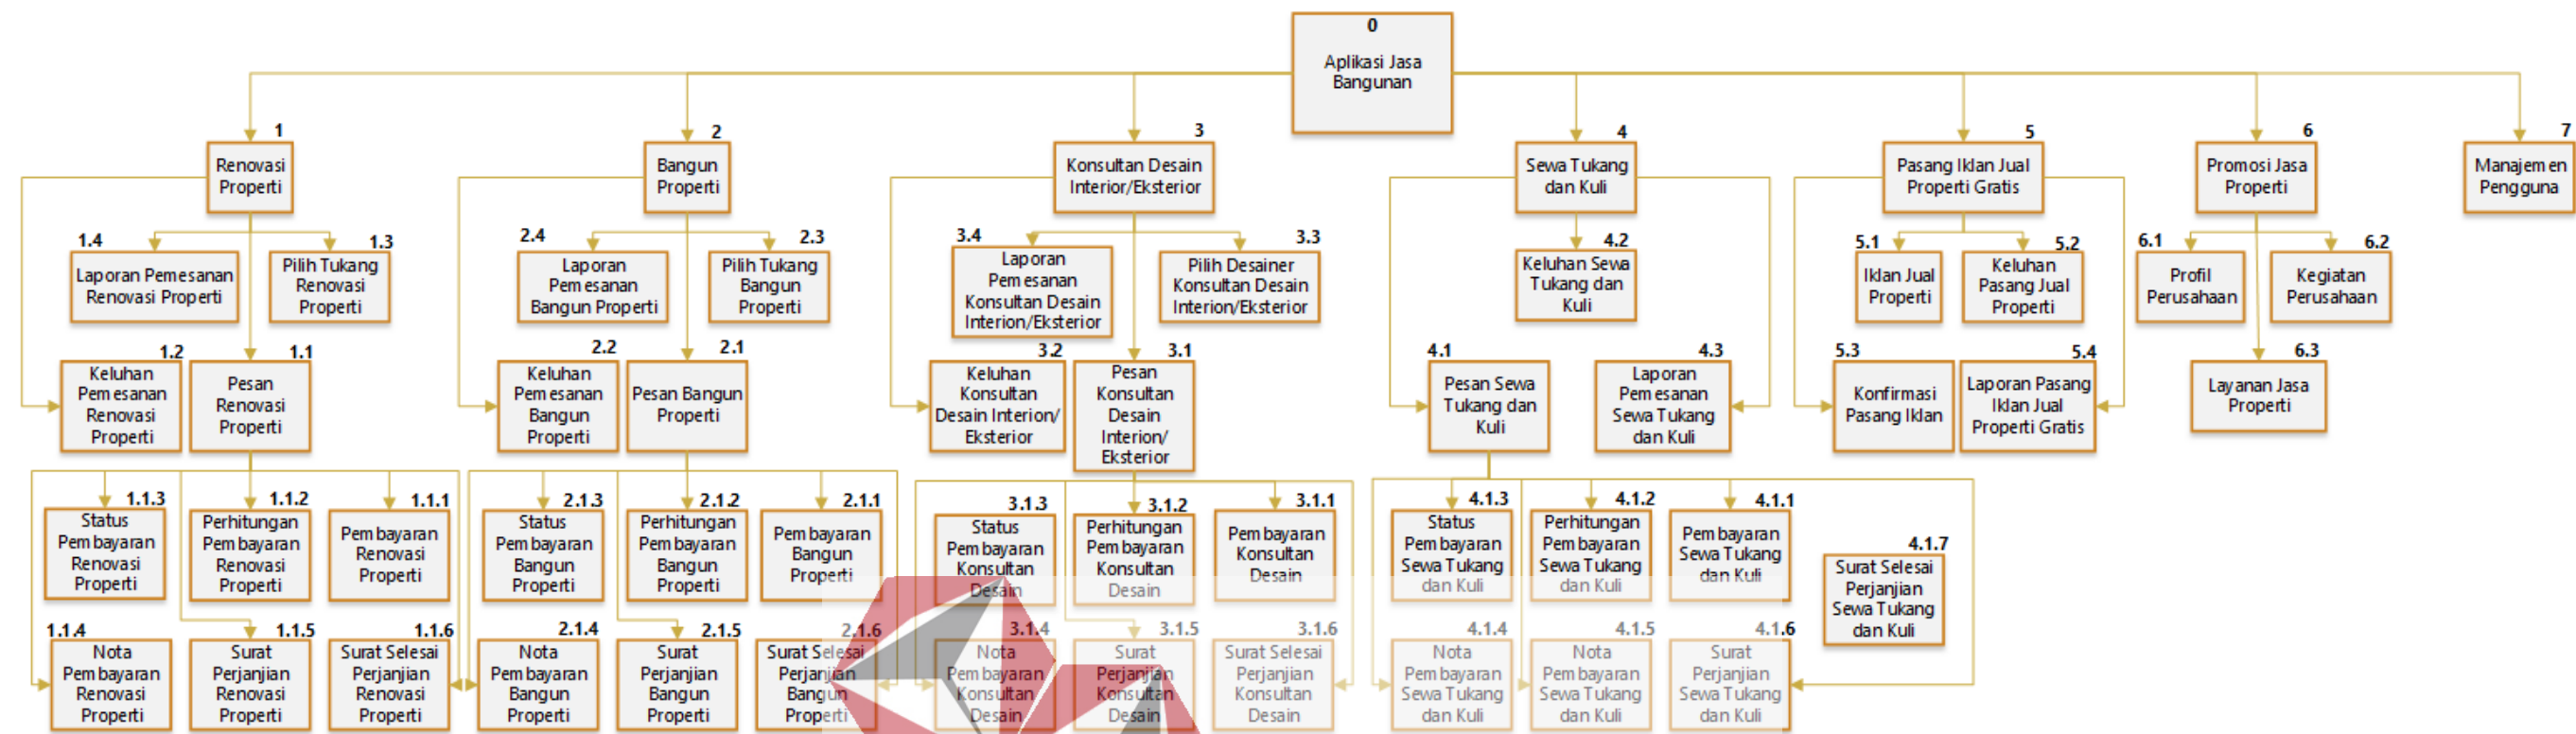 0
Aplikasi Jasa
Bangunan
1
Renovasi
Properti
2
Bangun
Properti
3
Konsultan Desain
Interior/Eksterior
4
Sewa Tukang
dan Kuli
5
Pasang Iklan Jual
Properti Gratis
6
Promosi Jasa
Properti
7
Manajemen
Pengguna
1.4
Laporan Pemesanan
Renovasi Properti
1.3
Pilih Tukang
Renovasi
Properti
2.4
Laporan
Pemesanan
Bangun Properti
2.3
Pilih Tukang
Bangun
Properti
3.4
Laporan
Pemesanan
Konsultan Desain
Interion/Eksterior
3.3
Pilih Desainer
Konsultan Desain
Interion/Eksterior
4.2
Keluhan Sewa
Tukang dan
Kuli
5.1
Iklan Jual
Properti
5.2
Keluhan
Pasang Jual
Properti
6.1
Profil
Perusahaan
6.2
Kegiatan
Perusahaan
1.2
Keluhan
Pemesanan
Renovasi
Properti
1.1
Pesan
Renovasi
Properti
2.2
Keluhan
Pemesanan
Bangun
Properti
2.1
Pesan Bangun
Properti
3.2
Keluhan
Konsultan
Desain Interion/
Eksterior
3.1
Pesan
Konsultan
Desain
Interion/
Eksterior
4.1
Pesan Sewa
Tukang dan
Kuli
4.3
Laporan
Pemesanan
Sewa Tukang
dan Kuli
5.3
Konfirmasi
Pasang Iklan
5.4
Laporan Pasang
Iklan Jual
Properti Gratis
6.3
Layanan Jasa
Properti
1.1.3
Status
Pembayaran
Renovasi
Properti
1.1.2
Perhitungan
Pembayaran
Renovasi
Properti
1.1.1
Pembayaran
Renovasi
Properti
2.1.3
Status
Pembayaran
Bangun
Properti
2.1.2
Perhitungan
Pembayaran
Bangun
Properti
2.1.1
Pembayaran
Bangun
Properti
3.1.3
Status
Pembayaran
Konsultan
Desain
3.1.2
Perhitungan
Pembayaran
Konsultan
Desain
3.1.1
Pembayaran
Konsultan
Desain
4.1.3
Status
Pembayaran
Sewa Tukang
dan Kuli
4.1.2
Perhitungan
Pembayaran
Sewa Tukang
dan Kuli
4.1.1
Pembayaran
Sewa Tukang
dan Kuli
4.1.7
Surat Selesai
Perjanjian
Sewa Tukang
dan Kuli
1.1.4
Nota
Pembayaran
Renovasi
Properti
1.1.5
Surat
Perjanjian
Renovasi
Properti
1.1.6
Surat Selesai
Perjanjian
Renovasi
Properti
2.1.4
Nota
Pembayaran
Bangun
Properti
2.1.5
Surat
Perjanjian
Bangun
Properti
2.1.6
Surat Selesai
Perjanjian
Bangun
Properti
3.1.4
Nota
Pembayaran
Konsultan
Desain
3.1.5
Surat
Perjanjian
Konsultan
Desain
3.1.6
Surat Selesai
Perjanjian
Konsultan
Desain
4.1.4
Nota
Pembayaran
Sewa Tukang
dan Kuli
4.1.5
Nota
Pembayaran
Sewa Tukang
dan Kuli
4.1.6
Surat
Perjanjian
Sewa Tukang
dan Kuli